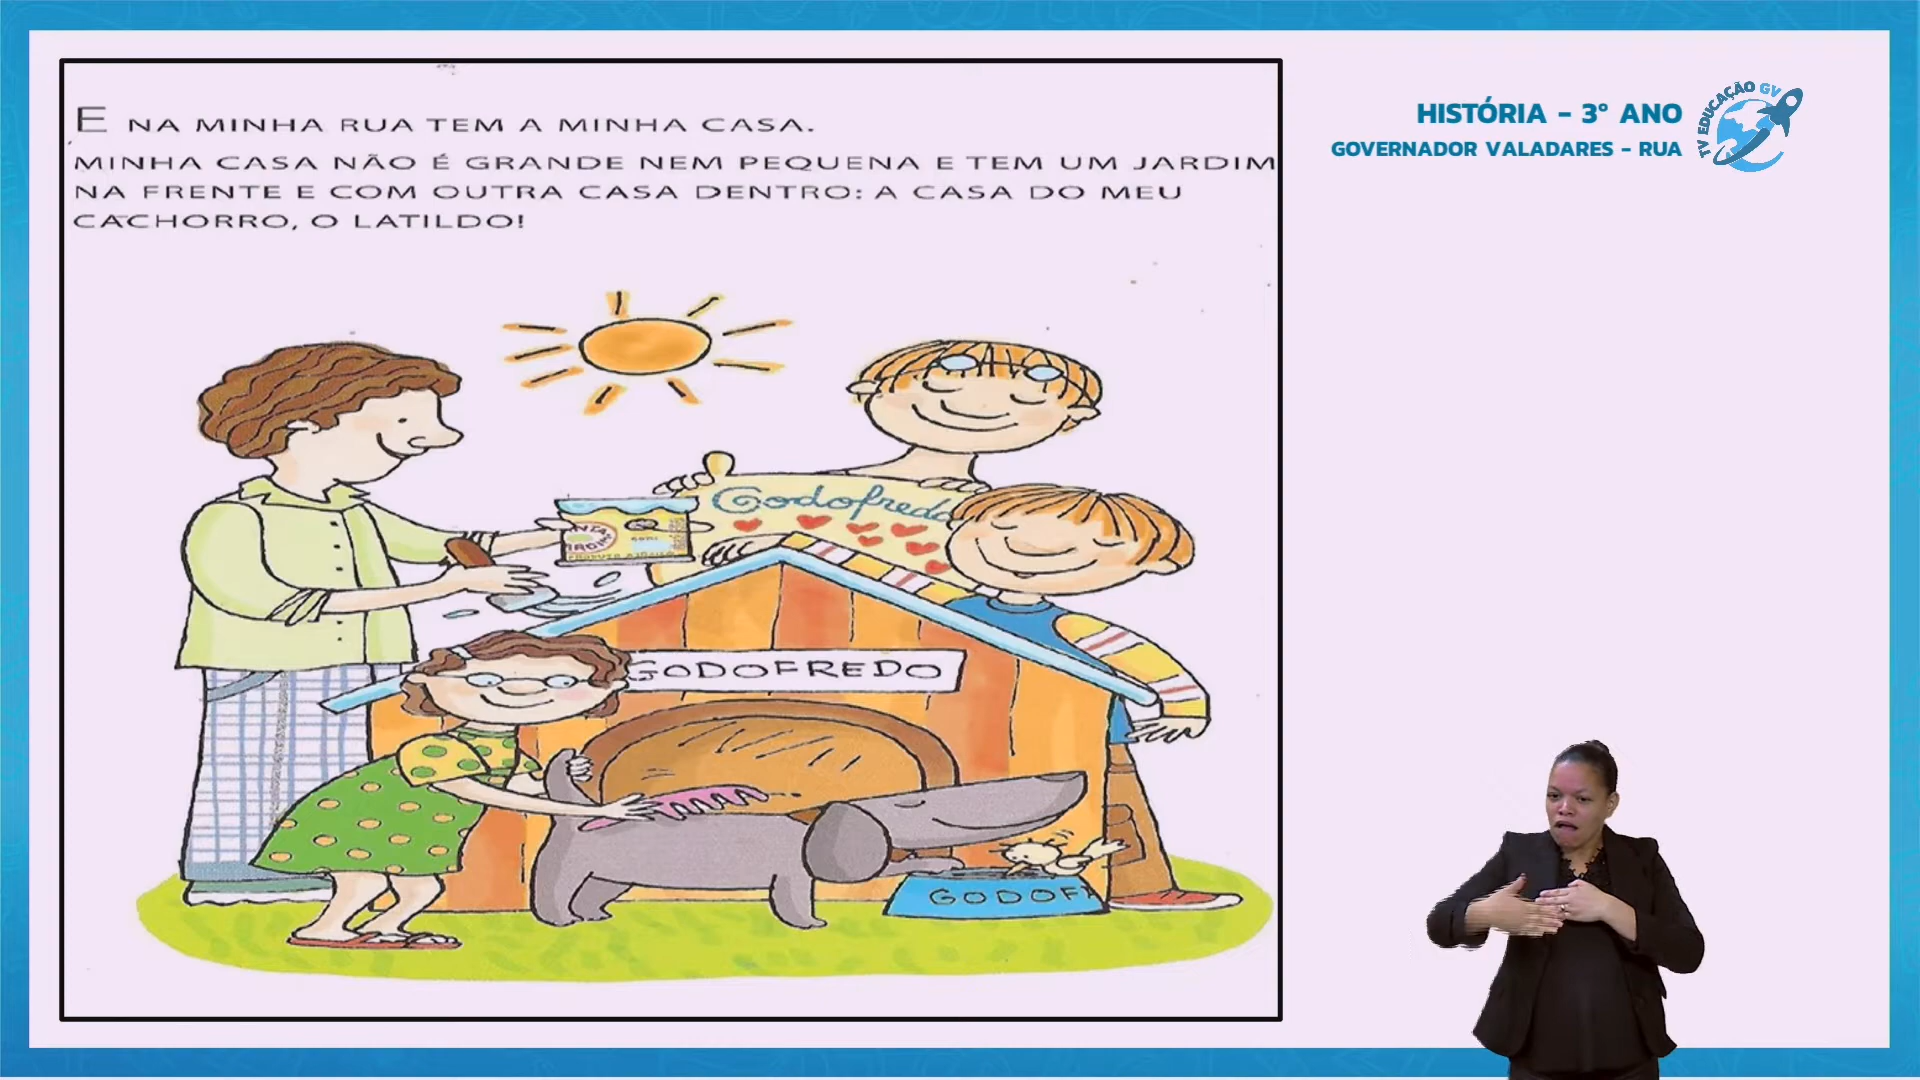 E NA MINHA RUA TEM A MINHA CASA.
MINHA CASA NÃO É GRANDE NEM PEQUENA E TEM UM JARDIM
NA FRENTE E COM OUTRA CASA DENTRO: A CASA DO MEU
CACHORRO, O LATILDO!
HISTÓRIA - 3° ANO
GOVERNADOR VALADARES - RUA
TV EDUCAÇÃO GV
Godofredo
GODOFREDO
GODOF